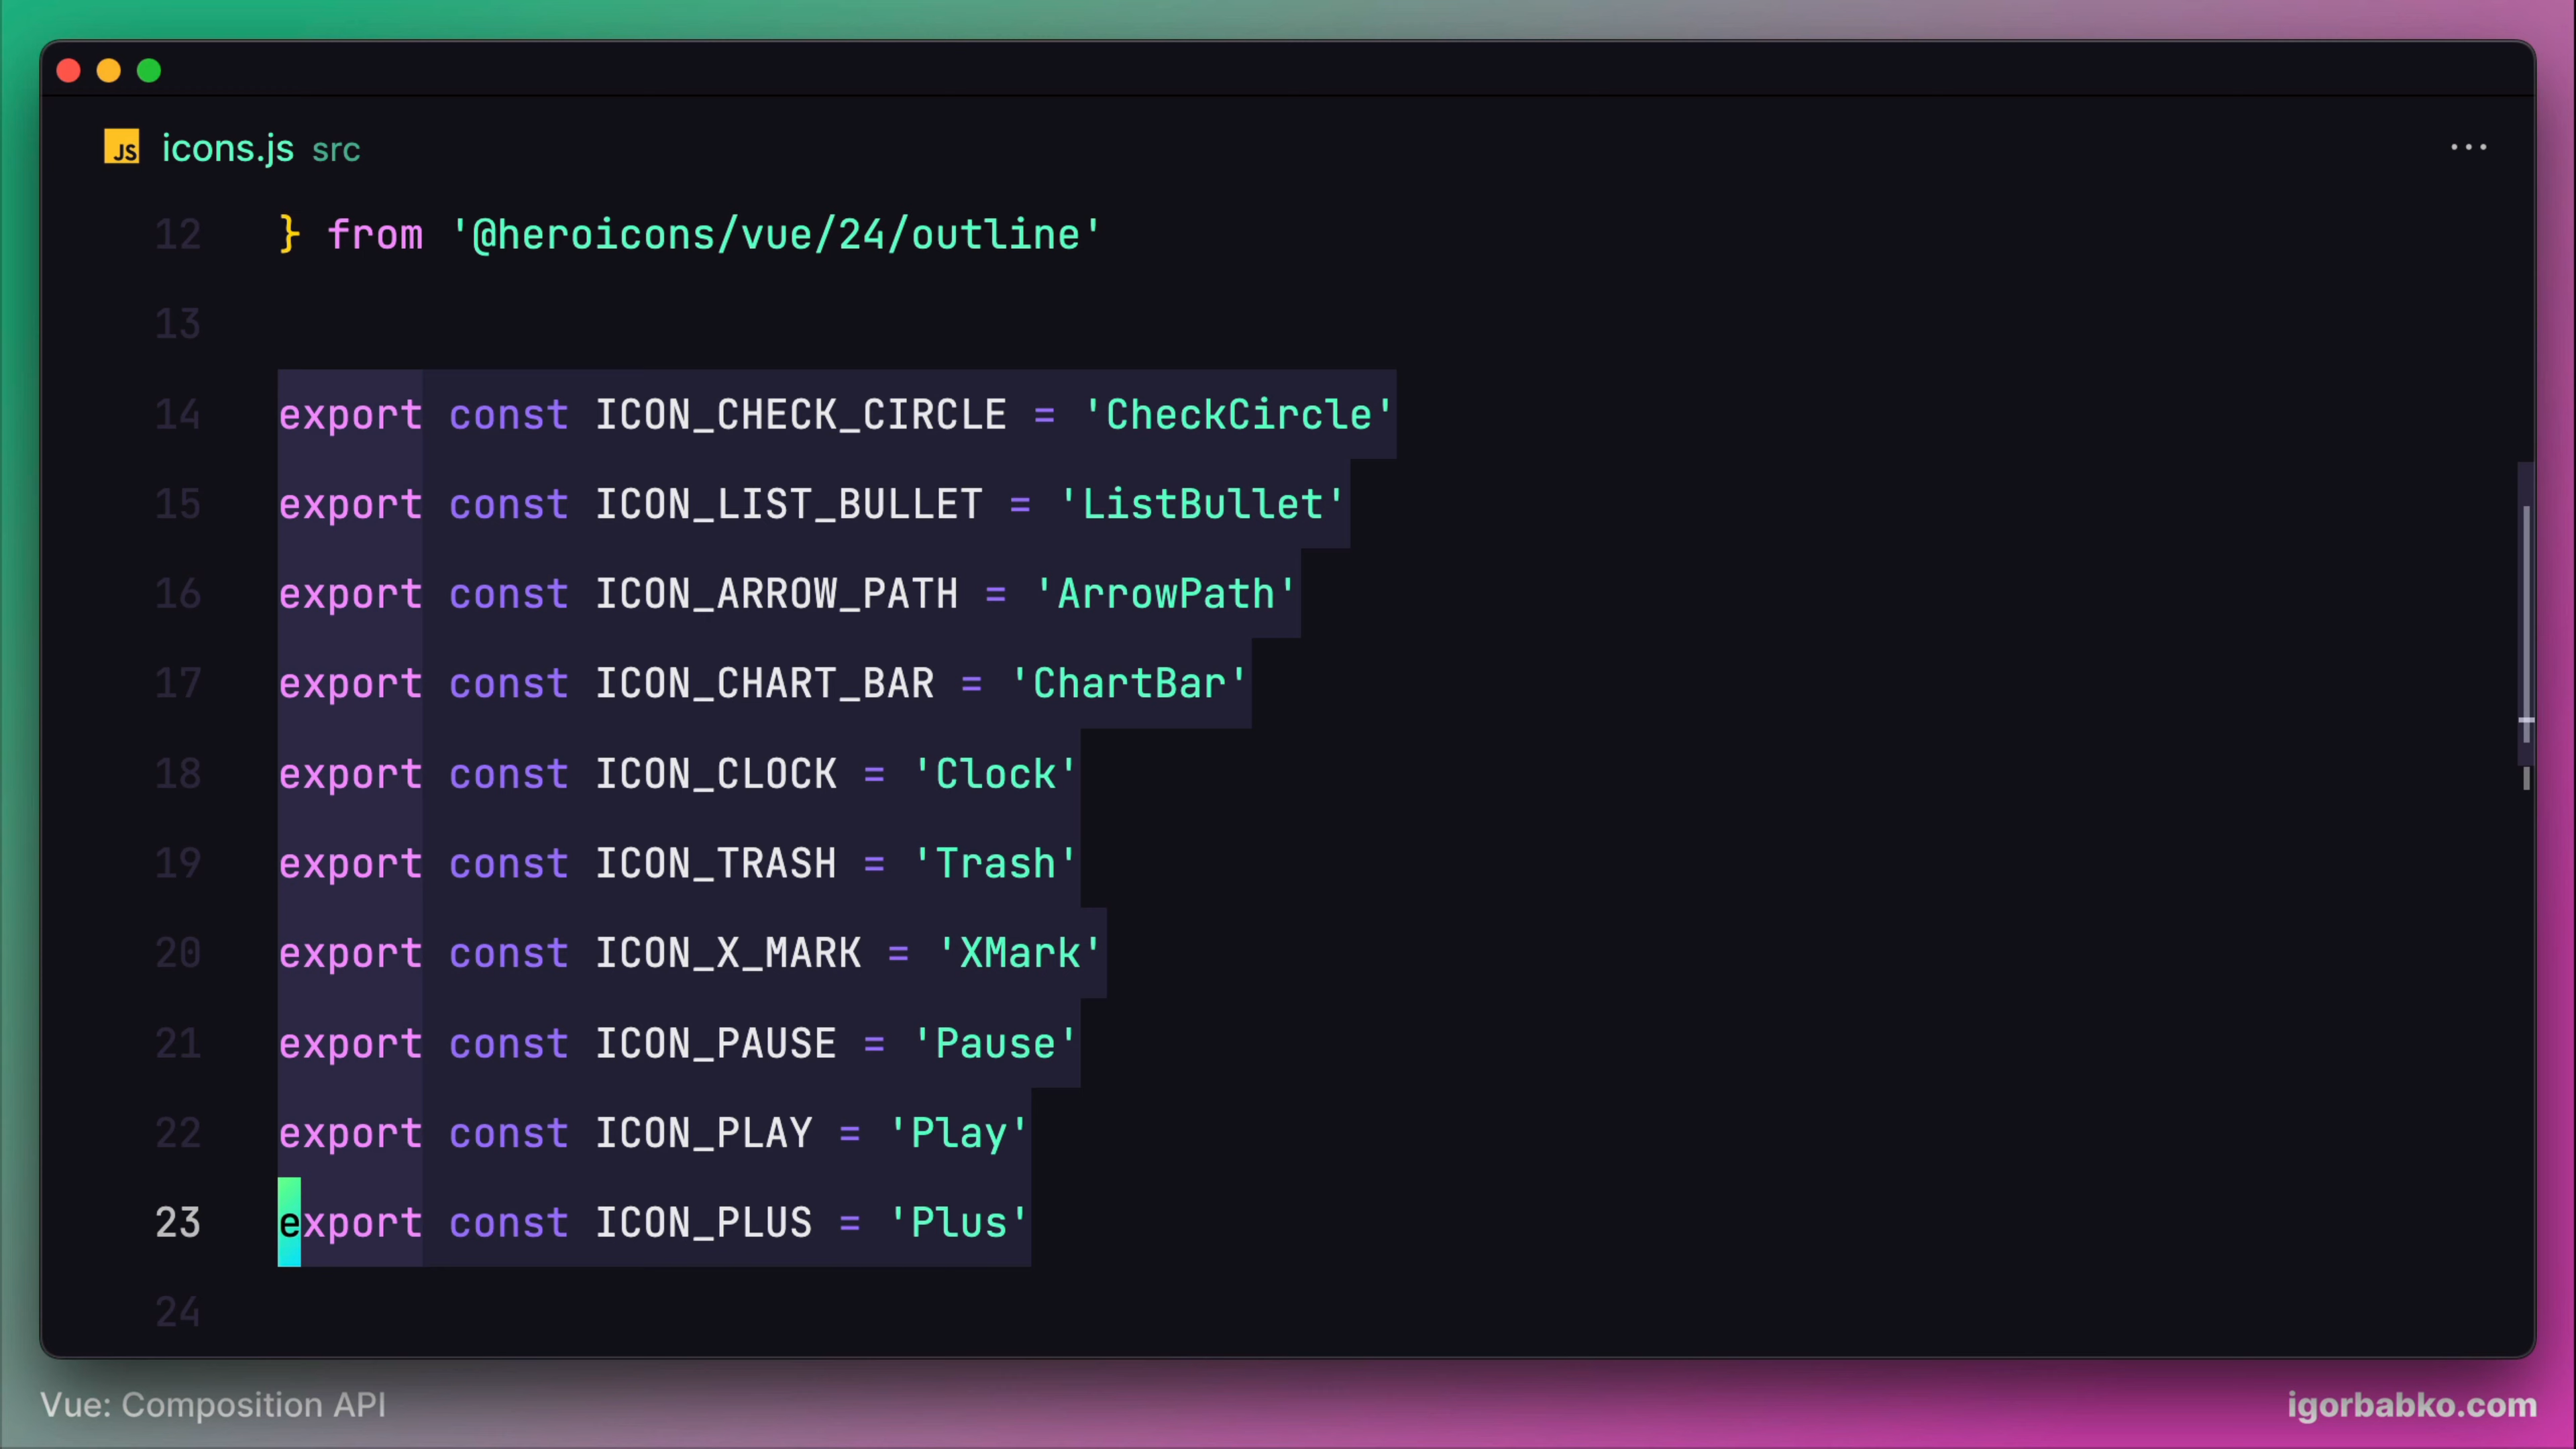 JS icons.js src
...
12 } from '@heroicons/vue/24/outline'
13
14 export const ICON_CHECK_CIRCLE = 'CheckCircle'
15 export const ICON_LIST_BULLET = 'ListBullet'
16 export const ICON_ARROW_PATH = 'ArrowPath'
17 export const ICON_CHART_BAR = 'ChartBar'
18 export const ICON_CLOCK = 'Clock'
19 export const ICON_TRASH = 'Trash'
20 export const ICON_X_MARK = 'XMark'
21 export const ICON_PAUSE = 'Pause'
22 export const ICON_PLAY = 'Play'
23 export const ICON_PLUS = 'Plus'
24
Vue: Composition API
igorbabko.com